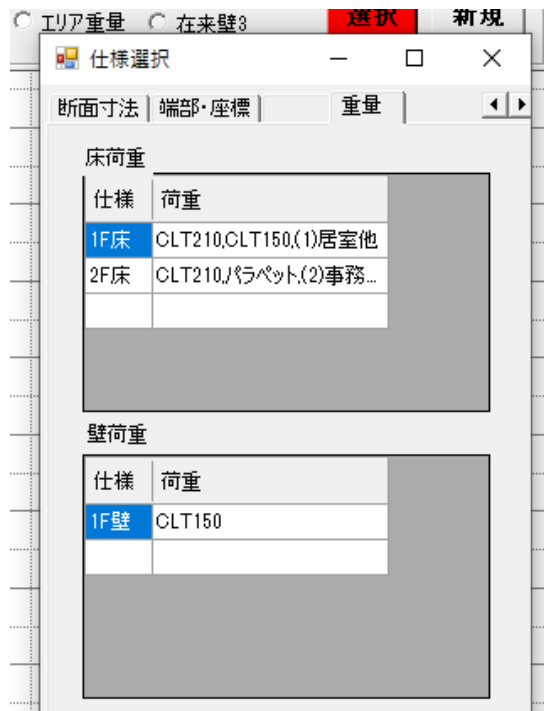 エリア重量 在来壁3 選択 新規
仕様選択
断面寸法 端部・座標 重量
床荷重
仕様 荷重
1F床 CLT210,CLT150,(1)居室他
2F床 CLT210,パラペット,(2)事務...
壁荷重
仕様 荷重
1F壁 CLT150